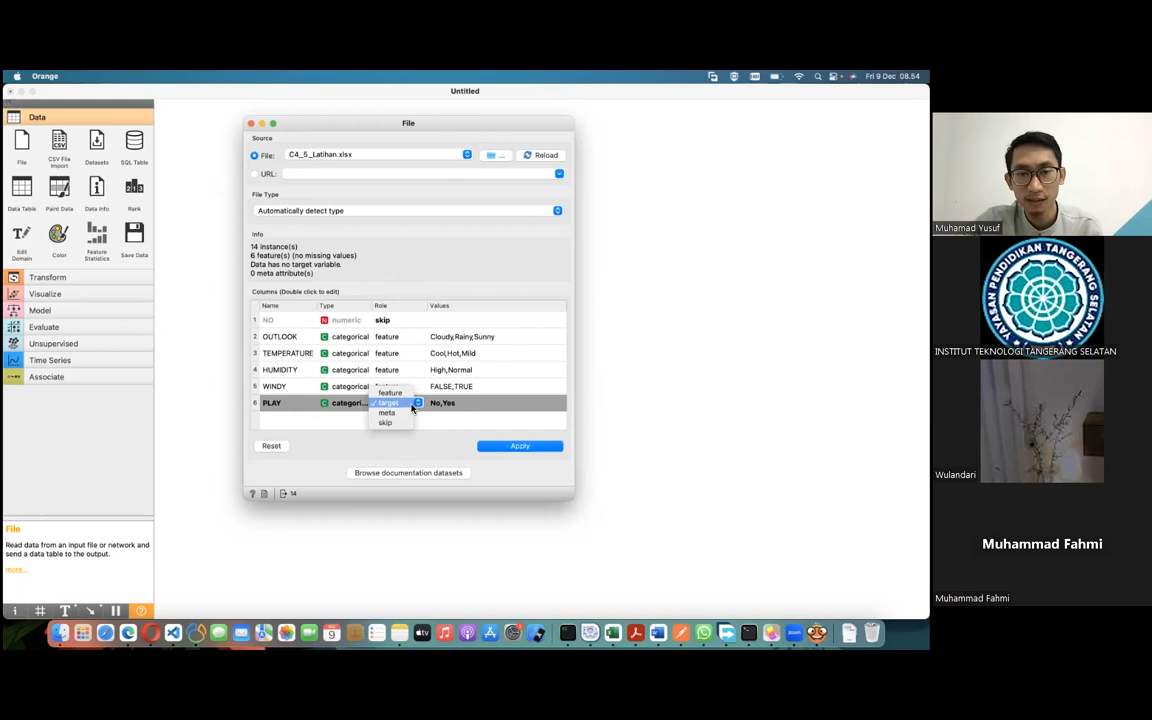 Orange
Fri 9 Dec 08.54
Untitled
Data
File
CSV File Import
Datasets
SQL Table
Data Table
Paint Data
Data Info
Rank
Edit Domain
Color
Feature Statistics
Save Data
Transform
Visualize
Model
Evaluate
Unsupervised
Time Series
Associate
File
Read data from an input file or network and
send a data table to the output.
more...
File
Source
File: C4_5_Latihan.xlsx ... Reload
URL:
File Type
Automatically detect type
Info
14 instance(s)
6 feature(s) (no missing values)
Data has no target variable.
0 meta attribute(s)
Columns (Double click to edit)
Name Type Role Values
1 NO N numeric skip
2 OUTLOOK C categorical feature Cloudy,Rainy,Sunny
3 TEMPERATURE C categorical feature Cool,Hot,Mild
4 HUMIDITY C categorical feature High,Normal
5 WINDY C categorical feature FALSE,TRUE
6 PLAY C categori... No,Yes
feature
target
meta
skip
Reset
Apply
Browse documentation datasets
? 14
Muhamad Yusuf
YAYASAN PENDIDIKAN TANGERANG SELATAN
INSTITUT TEKNOLOGI TANGERANG SELATAN
Wulandari
Muhammad Fahmi
Muhammad Fahmi